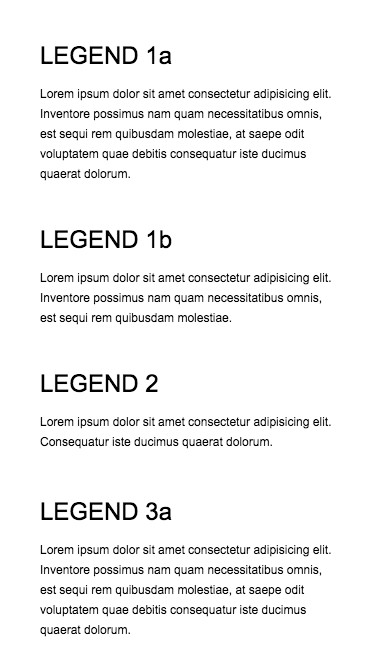 LEGEND 1a
Lorem ipsum dolor sit amet consectetur adipisicing elit.
Inventore possimus nam quam necessitatibus omnis,
est sequi rem quibusdam molestiae, at saepe odit
voluptatem quae debitis consequatur iste ducimus
quaerat dolorum.
LEGEND 1b
Lorem ipsum dolor sit amet consectetur adipisicing elit.
Inventore possimus nam quam necessitatibus omnis,
est sequi rem quibusdam molestiae.
LEGEND 2
Lorem ipsum dolor sit amet consectetur adipisicing elit.
Consequatur iste ducimus quaerat dolorum.
LEGEND 3a
Lorem ipsum dolor sit amet consectetur adipisicing elit.
Inventore possimus nam quam necessitatibus omnis,
est sequi rem quibusdam molestiae, at saepe odit
voluptatem quae debitis consequatur iste ducimus
quaerat dolorum.